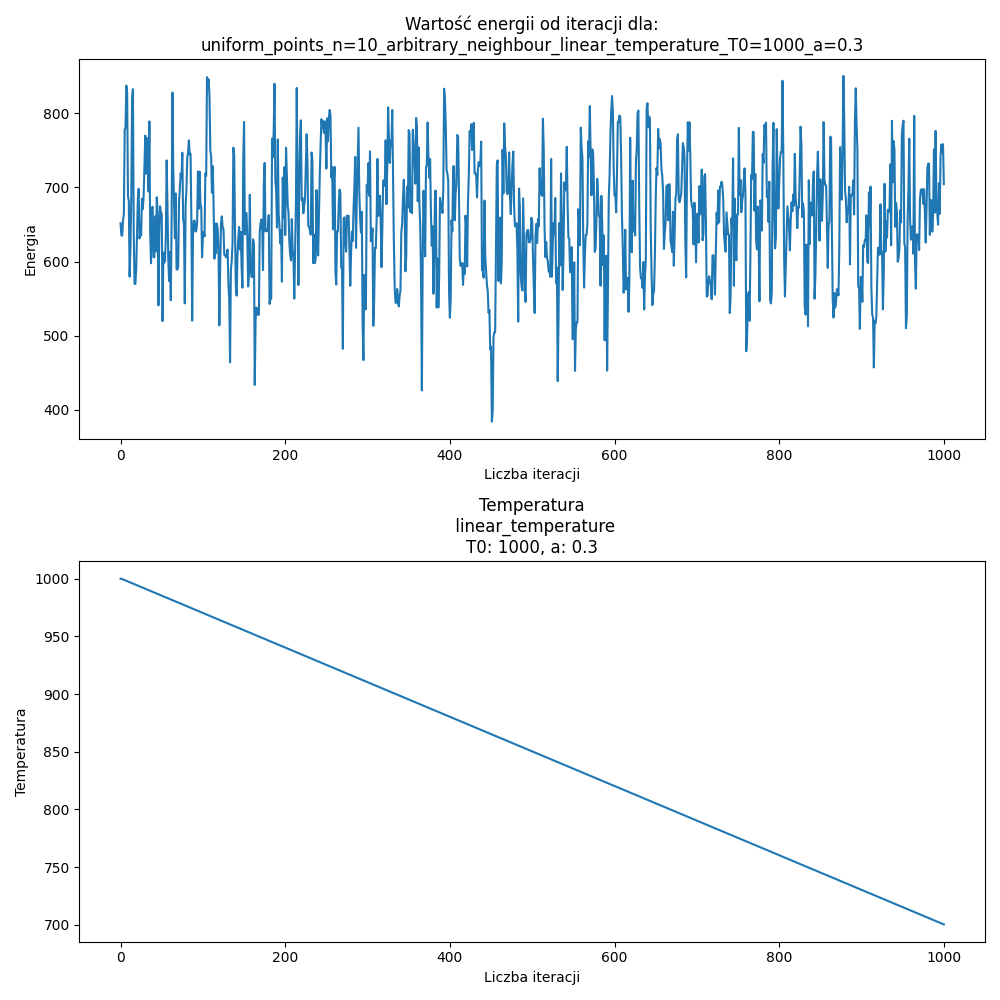 Wartość energii od iteracji dla:
uniform_points_n=10_arbitrary_neighbour_linear_temperature_T0=1000_a=0.3
800
700
600
500
400
Energia
0 200 400 600 800 1000
Liczba iteracji
Temperatura
linear_temperature
T0: 1000, a: 0.3
1000
950
900
850
800
750
700
Temperatura
0 200 400 600 800 1000
Liczba iteracji